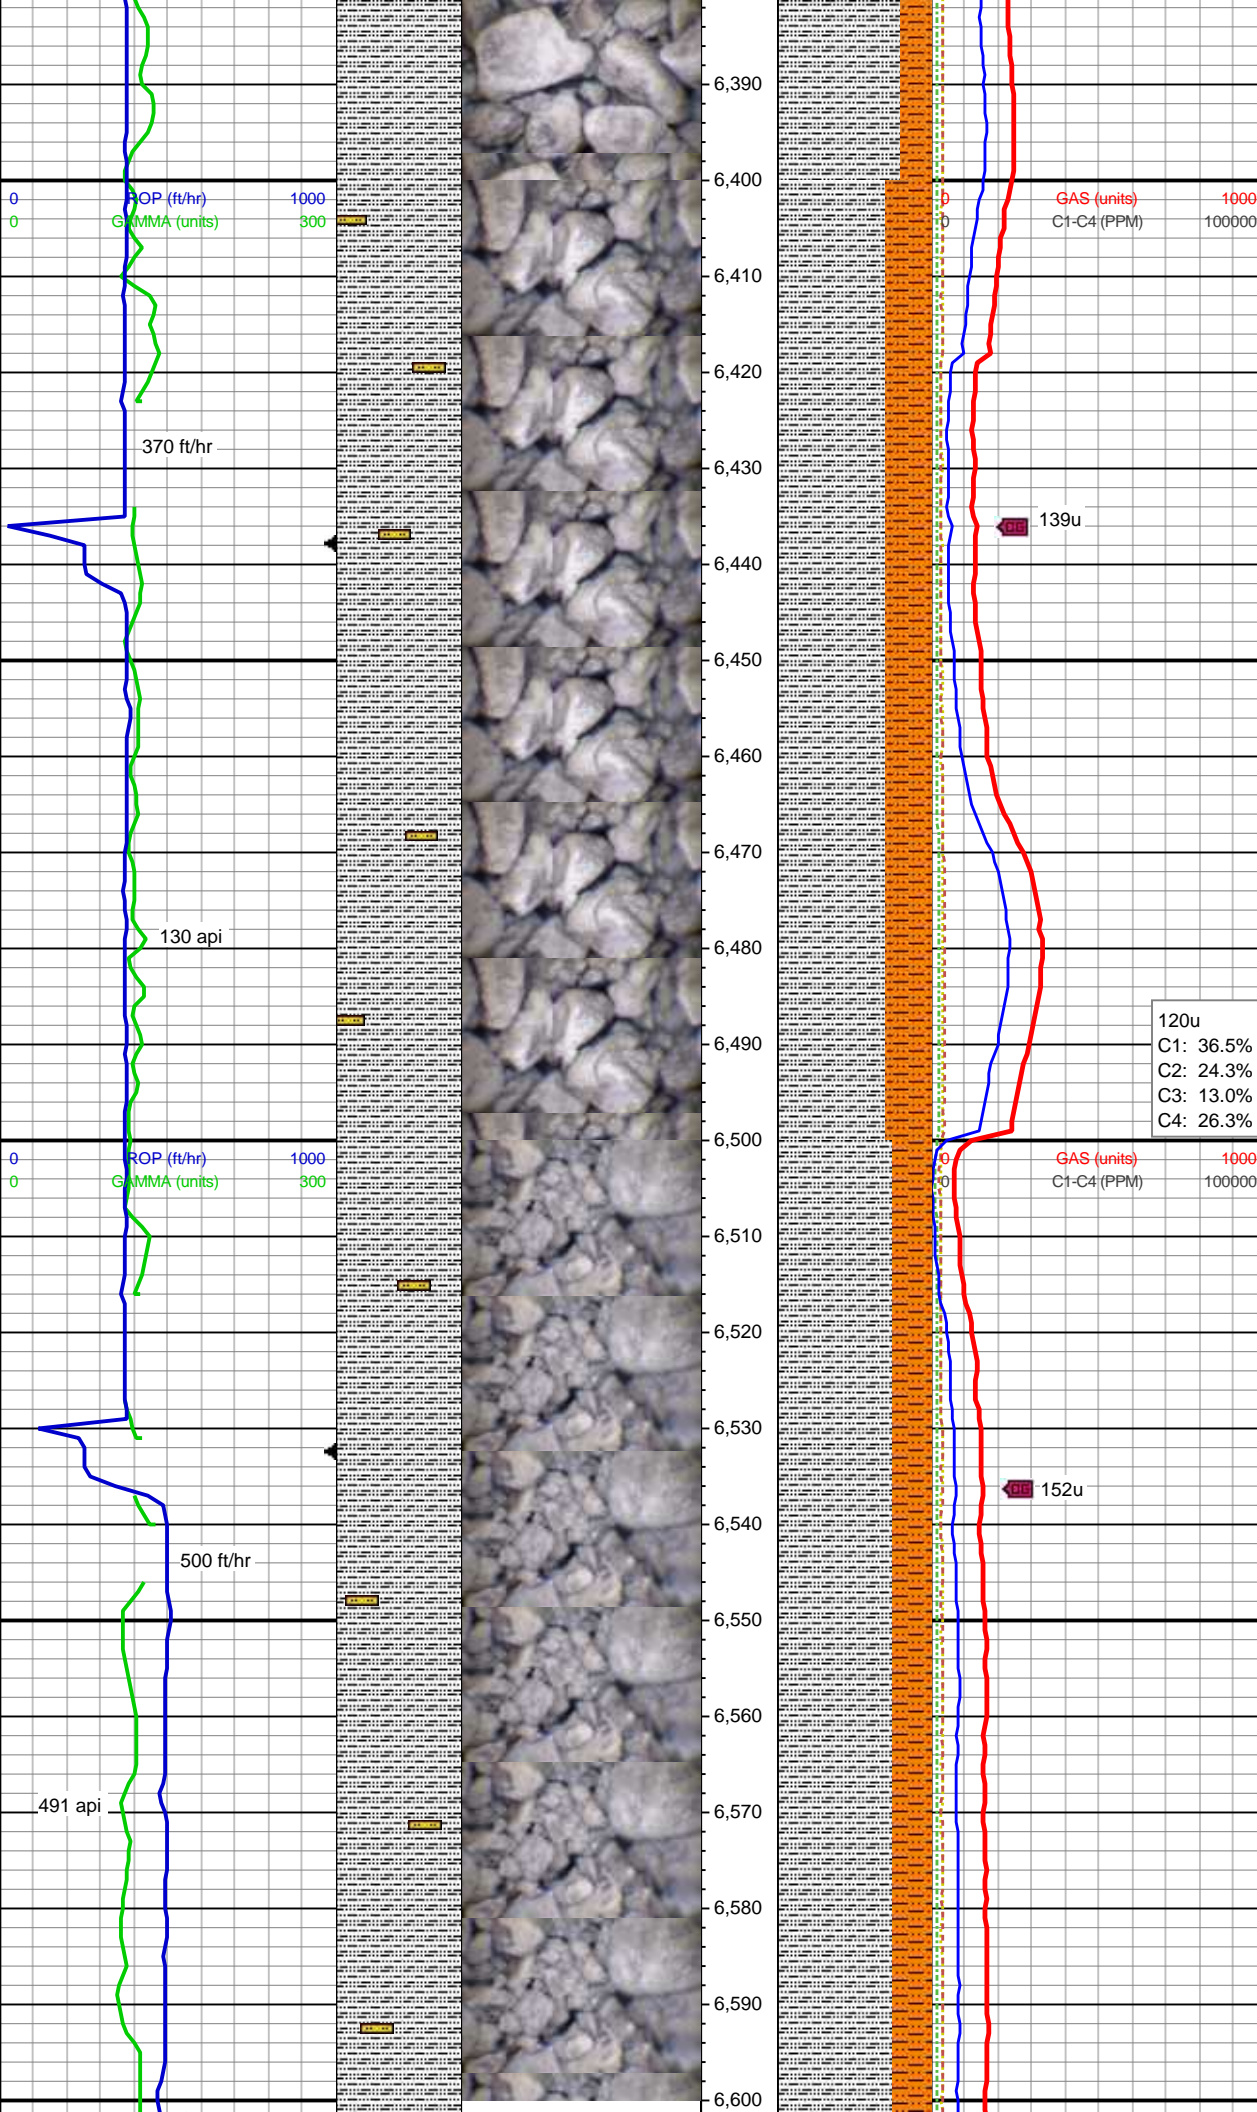 6,390
6,400
0 ROP (ft/hr) 1000
0 GAMMA (units) 300
0 GAS (units) 1000
0 C1-C4 (PPM) 100000
6,410
6,420
370 ft/hr
6,430
CG 139u
6,440
6,450
6,460
6,470
130 api
6,480
6,490
120u
C1: 36.5%
C2: 24.3%
C3: 13.0%
C4: 26.3%
6,500
0 ROP (ft/hr) 1000
0 GAMMA (units) 300
0 GAS (units) 1000
0 C1-C4 (PPM) 100000
6,510
6,520
6,530
CG 152u
6,540
500 ft/hr
6,550
6,560
491 api
6,570
6,580
6,590
6,600